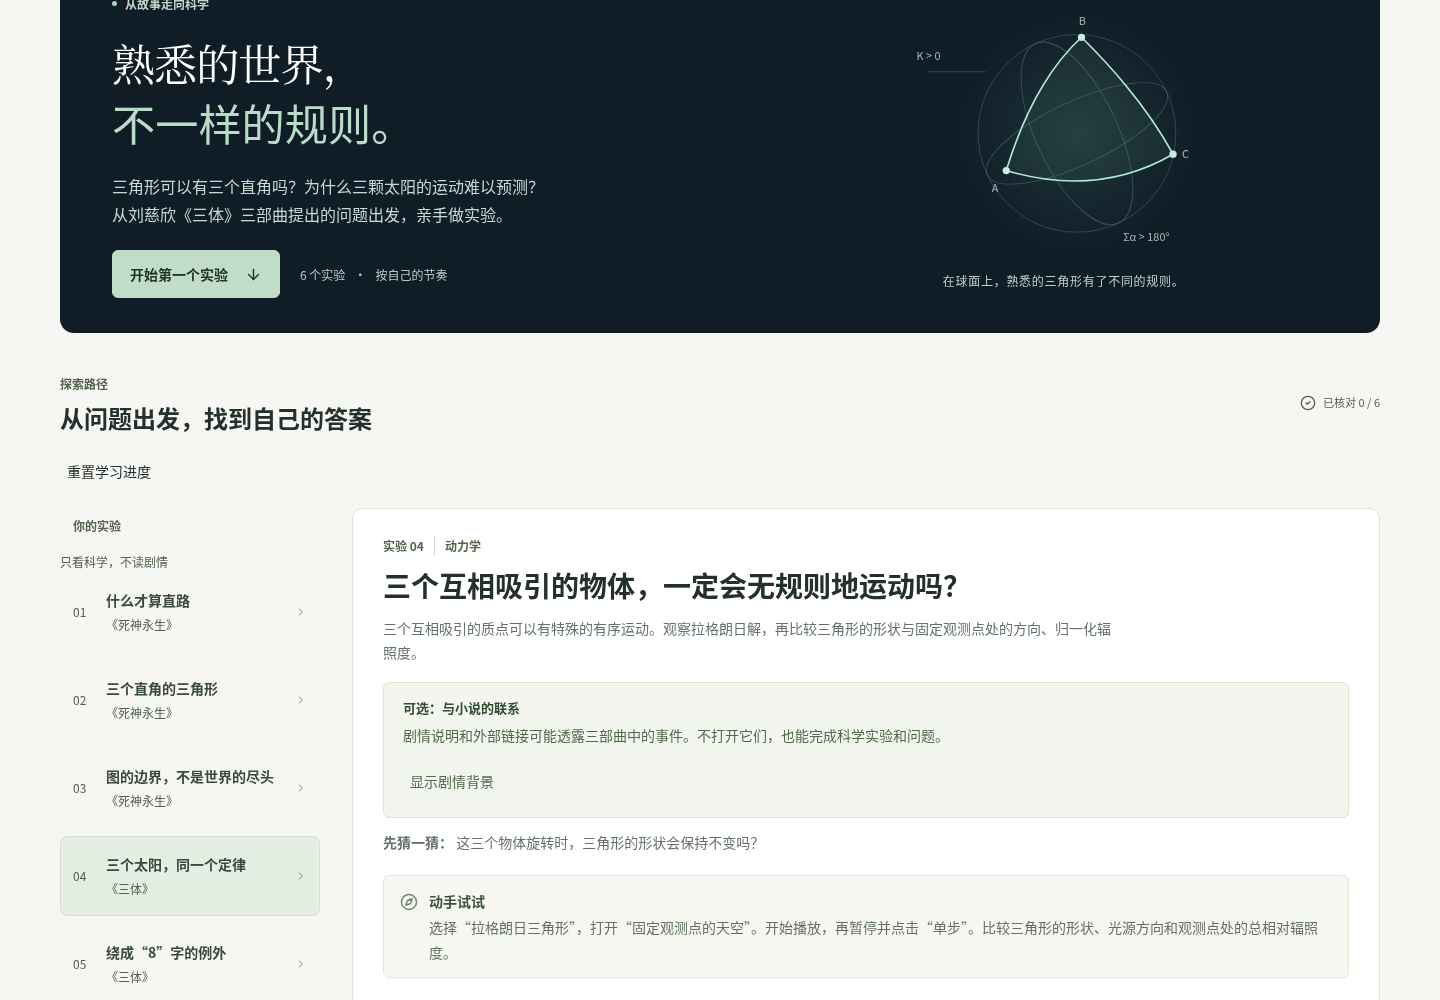 从故事走向科学
熟悉的世界,
不一样的规则。
三角形可以有三个直角吗？为什么三颗太阳的运动难以预测？
从刘慈欣《三体》三部曲提出的问题出发，亲手做实验。
开始第一个实验
6 个实验 · 按自己的节奏
B
K > 0
C
A
Σα > 180°
在球面上，熟悉的三角形有了不同的规则。
探索路径
从问题出发，找到自己的答案
已核对 0 / 6
重置学习进度
你的实验
只看科学，不读剧情
01
什么才算直路
《死神永生》
02
三个直角的三角形
《死神永生》
03
图的边界，不是世界的尽头
《死神永生》
04
三个太阳，同一个定律
《三体》
05
绕成“8”字的例外
《三体》
实验 04
动力学
三个互相吸引的物体，一定会无规则地运动吗？
三个互相吸引的质点可以有特殊的有序运动。观察拉格朗日解，再比较三角形的形状与固定观测点处的方向、归一化辐
照度。
可选：与小说的联系
剧情说明和外部链接可能透露三部曲中的事件。不打开它们，也能完成科学实验和问题。
显示剧情背景
先猜一猜： 这三个物体旋转时，三角形的形状会保持不变吗？
动手试试
选择“拉格朗日三角形”，打开“固定观测点的天空”。开始播放，再暂停并点击“单步”。比较三角形的形状、光源方向和观测点处的总相对辐照
度。